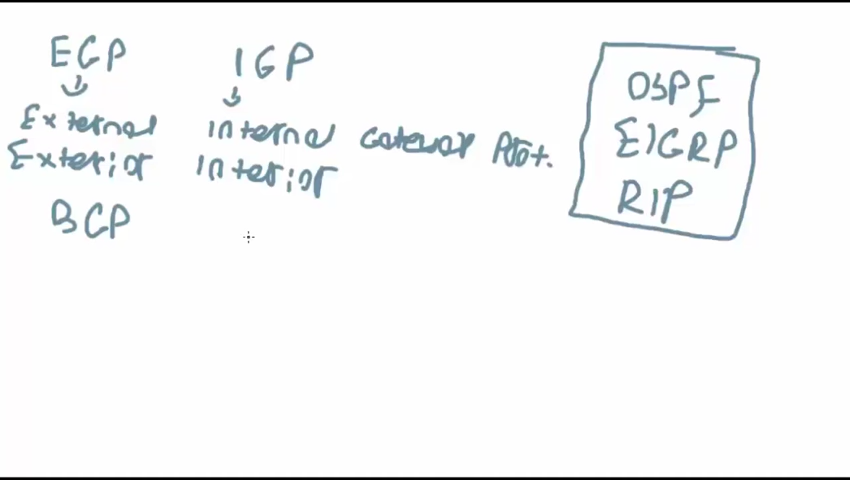 EGP
IGP
External
Exterior
BGP
Internal Gateway Prot.
Interior
OSPF
EIGRP
RIP